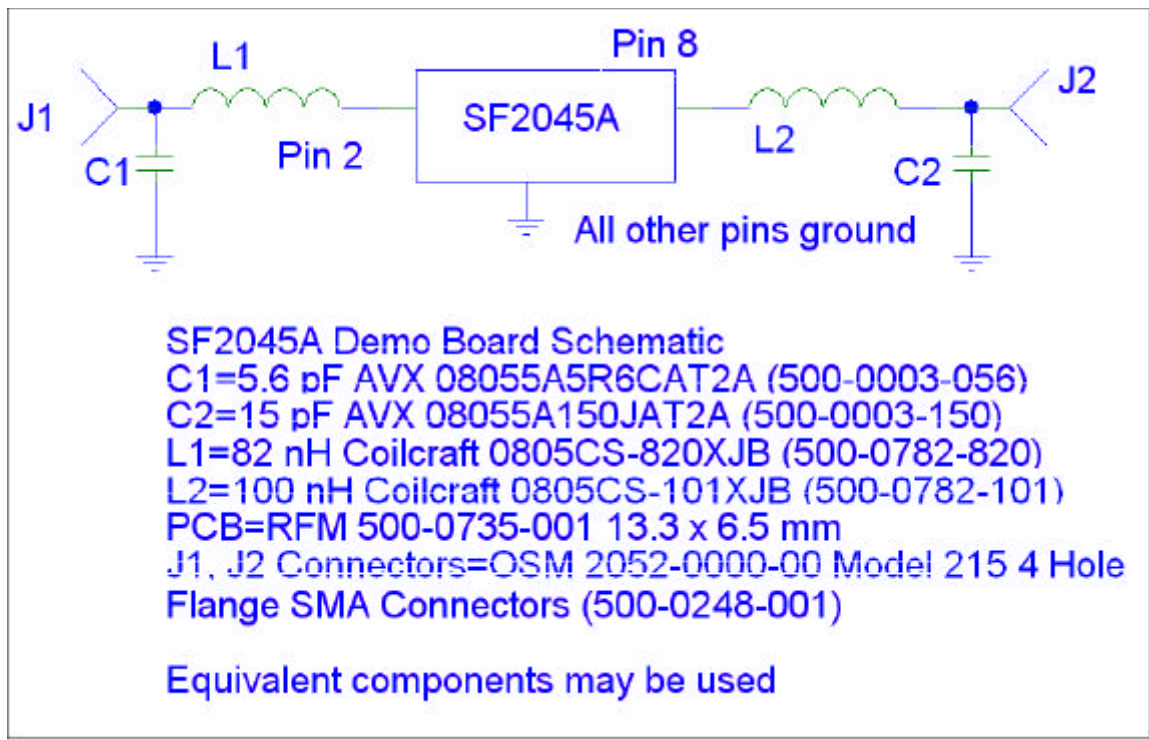 L1
Pin 8
J1
SF2045A
J2
Pin 2
L2
C1
C2
All other pins ground
SF2045A Demo Board Schematic
C1=5.6 pF AVX 08055A5R6CAT2A (500-0003-056)
C2=15 pF AVX 08055A150JAT2A (500-0003-150)
L1=82 nH Coilcraft 0805CS-820XJB (500-0782-820)
L2=100 nH Coilcraft 0805CS-101XJB (500-0782-101)
PCB=RFM 500-0735-001 13.3 x 6.5 mm
J1, J2 Connectors=OSM 2052-0000-00 Model 215 4 Hole
Flange SMA Connectors (500-0248-001)
Equivalent components may be used